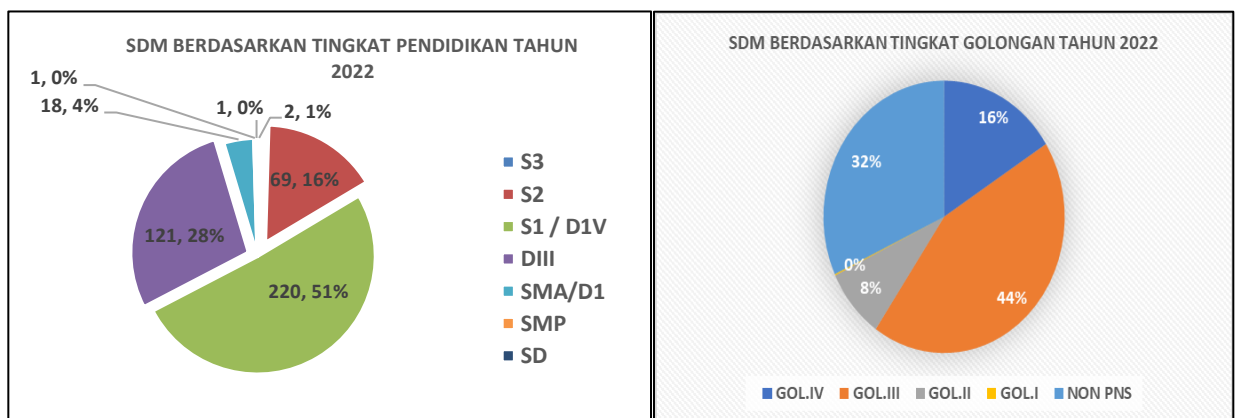 SDM BERDASARKAN TINGKAT PENDIDIKAN TAHUN
2022
1, 0%
18, 4%
1, 0%
2, 1%
69, 16%
121, 28%
220, 51%
S3
S2
S1 / D1V
DIII
SMA/D1
SMP
SD
SDM BERDASARKAN TINGKAT GOLONGAN TAHUN 2022
16%
32%
0%
8%
44%
GOL.IV GOL.III GOL.II GOL.I NON PNS